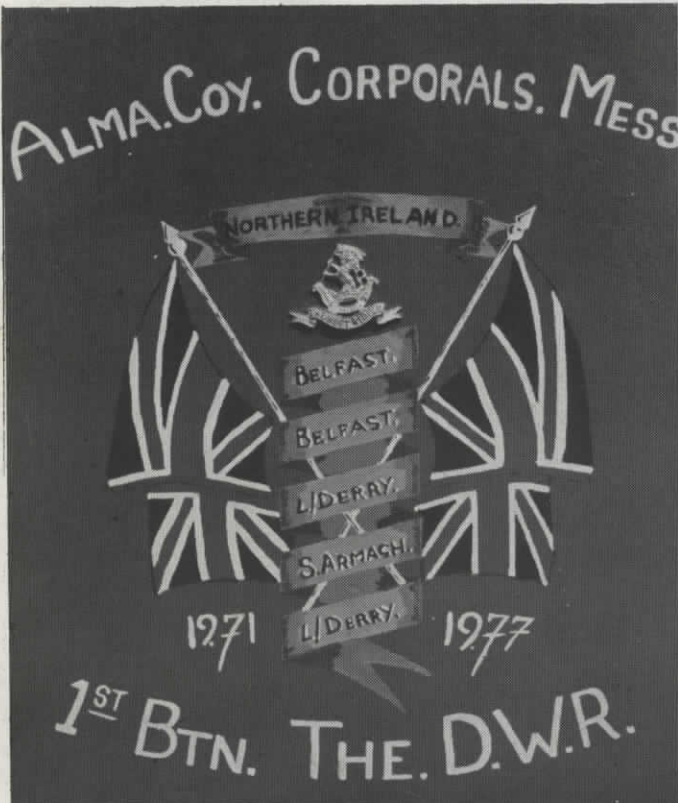 ALMA.COY. CORPORALS. MESS
NORTHERN.IRELAND.
BELFAST.
BELFAST.
L/DERRY.
S.ARMAGH.
L/DERRY.
1971 1977
1ST BTN. THE. D.W.R.